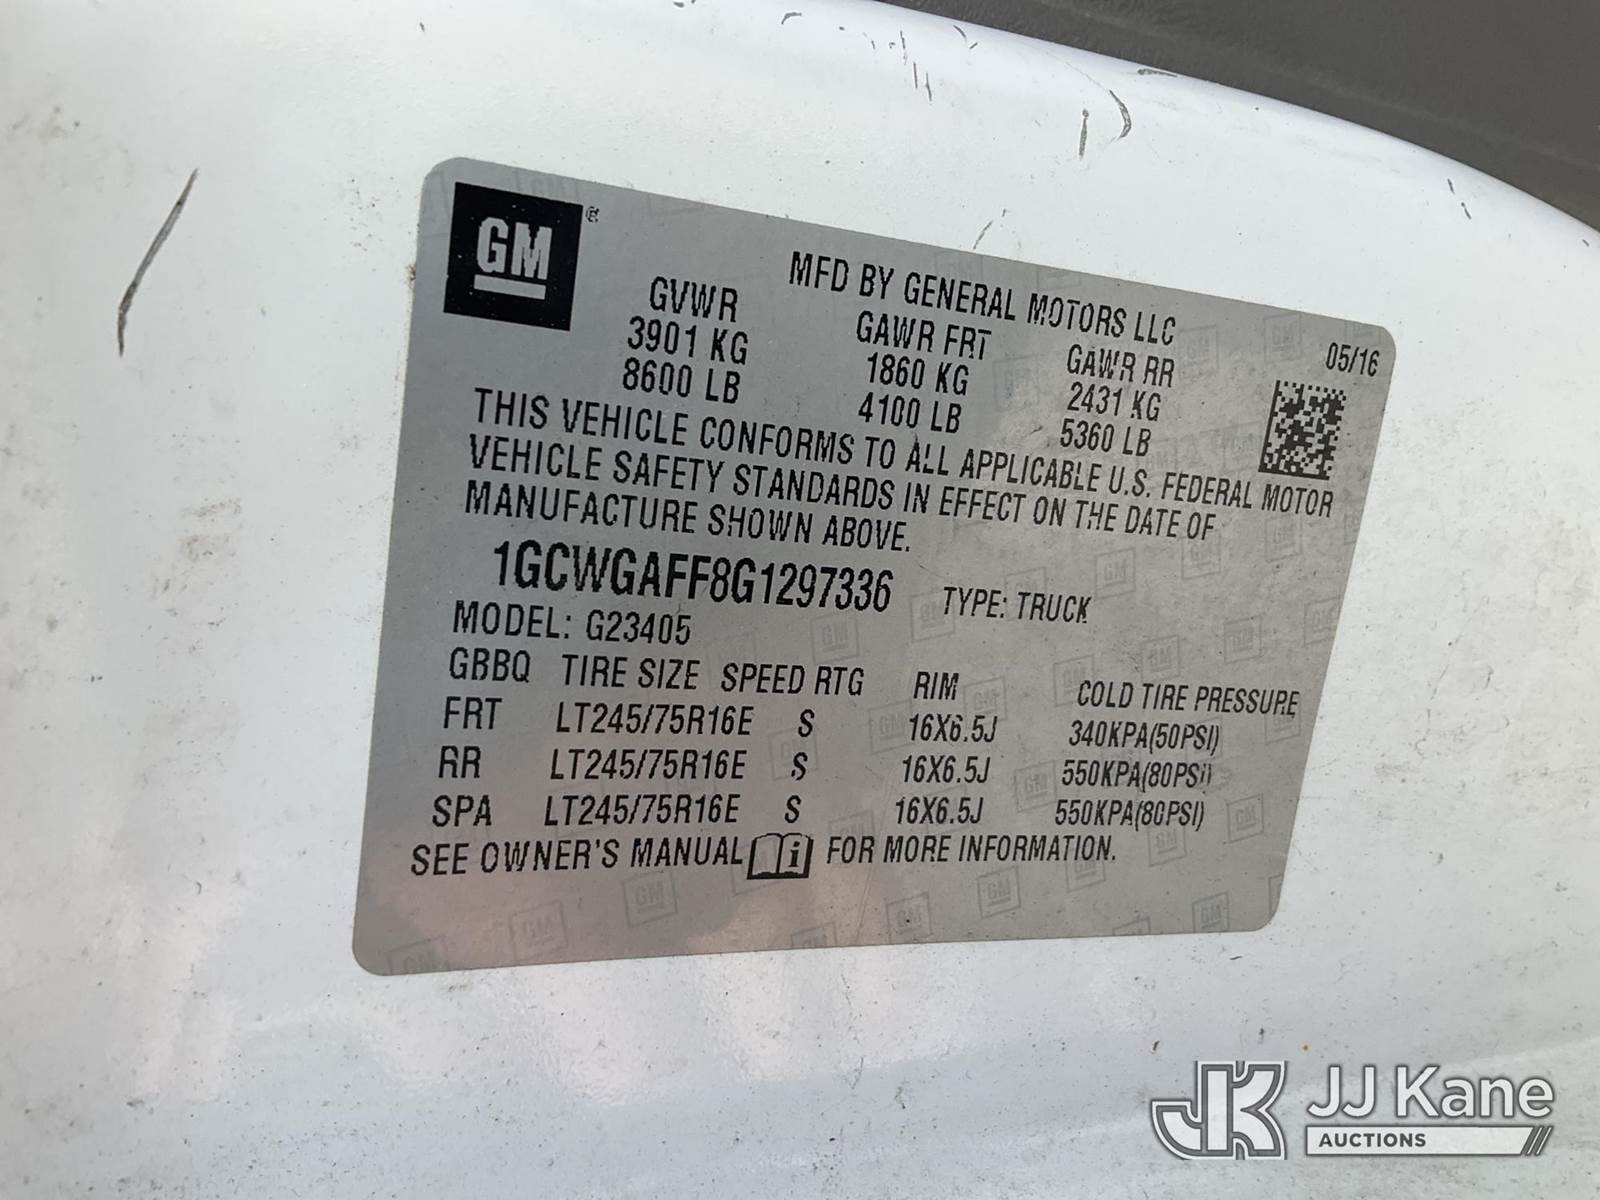 GM ®
MFD BY GENERAL MOTORS LLC
GVWR GAWR FRT GAWR RR 05/16
3901 KG 1860 KG 2431 KG
8600 LB 4100 LB 5360 LB
THIS VEHICLE CONFORMS TO ALL APPLICABLE U.S. FEDERAL MOTOR
VEHICLE SAFETY STANDARDS IN EFFECT ON THE DATE OF
MANUFACTURE SHOWN ABOVE.
1GCWGAFF8G1297336 TYPE: TRUCK
MODEL: G23405
GBBQ TIRE SIZE SPEED RTG RIM COLD TIRE PRESSURE
FRT LT245/75R16E S 16X6.5J 340KPA(50PSI)
RR LT245/75R16E S 16X6.5J 550KPA(80PSI)
SPA LT245/75R16E S 16X6.5J 550KPA(80PSI)
SEE OWNER'S MANUAL i FOR MORE INFORMATION.
JK JJ Kane
AUCTIONS